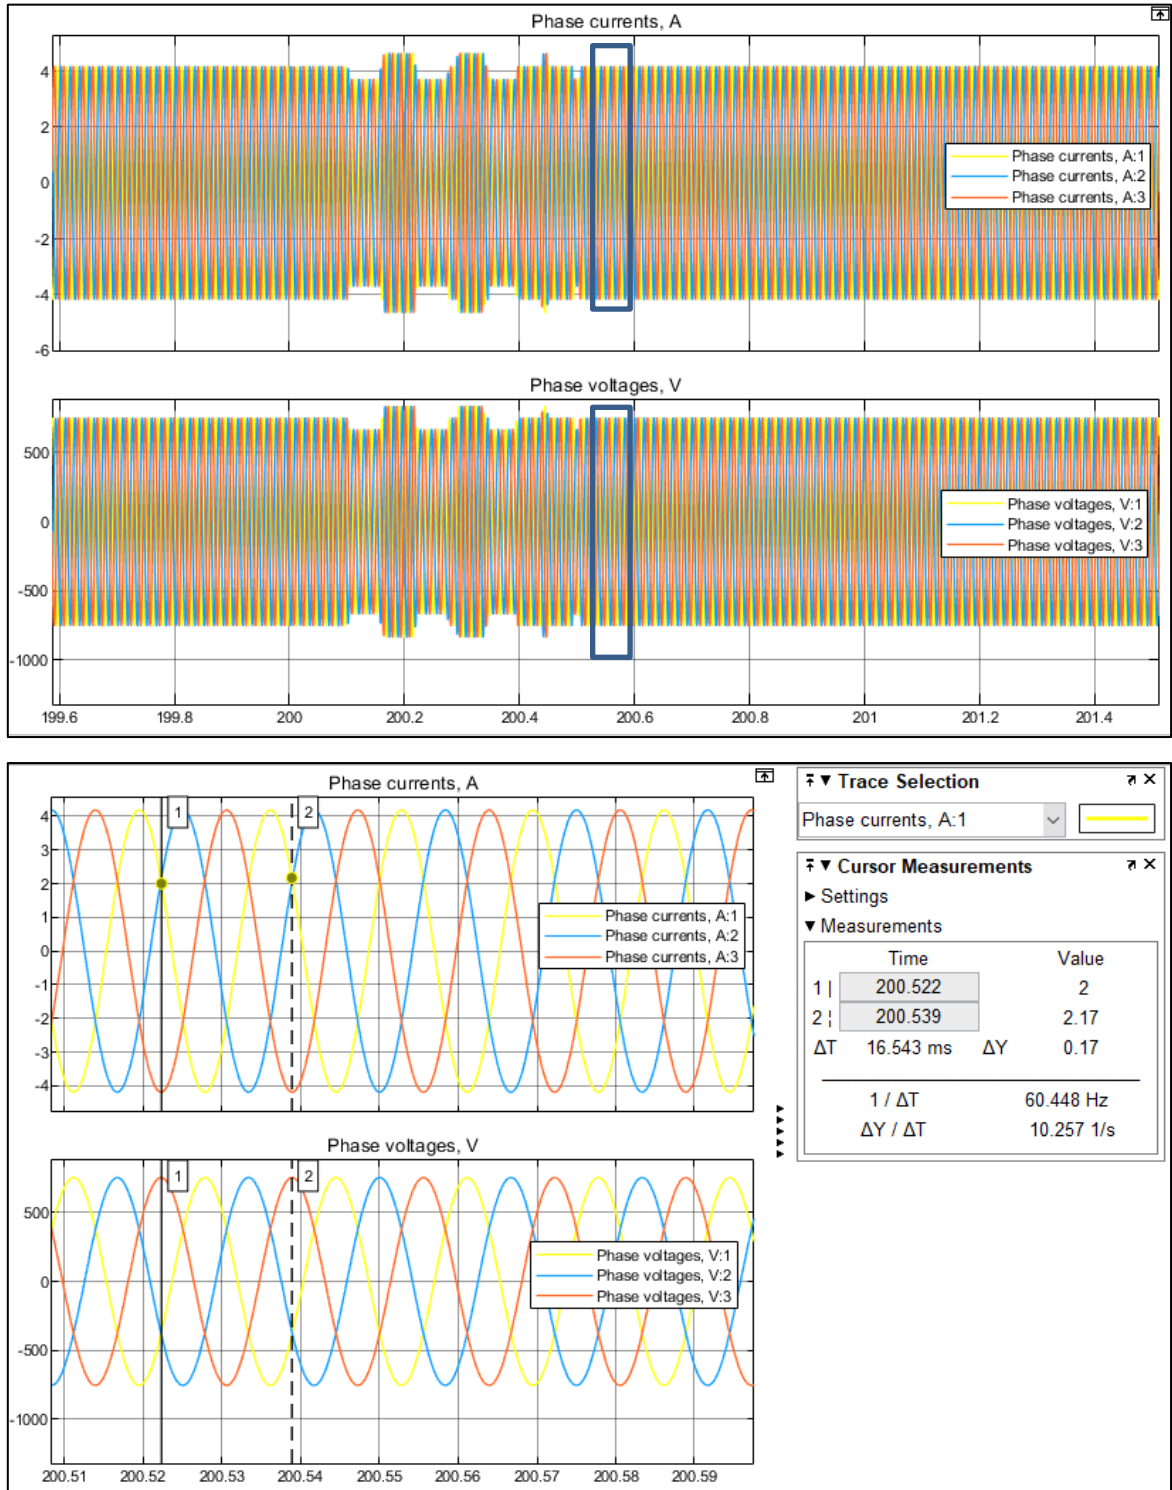 Phase currents, A
4
2
0
-2
-4
-6
Phase currents, A:1
Phase currents, A:2
Phase currents, A:3
Phase voltages, V
500
0
-500
-1000
Phase voltages, V:1
Phase voltages, V:2
Phase voltages, V:3
199.6 199.8 200 200.2 200.4 200.6 200.8 201 201.2 201.4
Phase currents, A
1 2
4
3
2
1
0
-1
-2
-3
-4
Phase currents, A:1
Phase currents, A:2
Phase currents, A:3
Phase voltages, V
1 2
500
0
-500
-1000
Phase voltages, V:1
Phase voltages, V:2
Phase voltages, V:3
200.51 200.52 200.53 200.54 200.55 200.56 200.57 200.58 200.59
Trace Selection
Phase currents, A:1
Cursor Measurements
Settings
Measurements
Time Value
1 | 200.522 2
2 ¦ 200.539 2.17
ΔT 16.543 ms ΔY 0.17
1 / ΔT 60.448 Hz
ΔY / ΔT 10.257 1/s